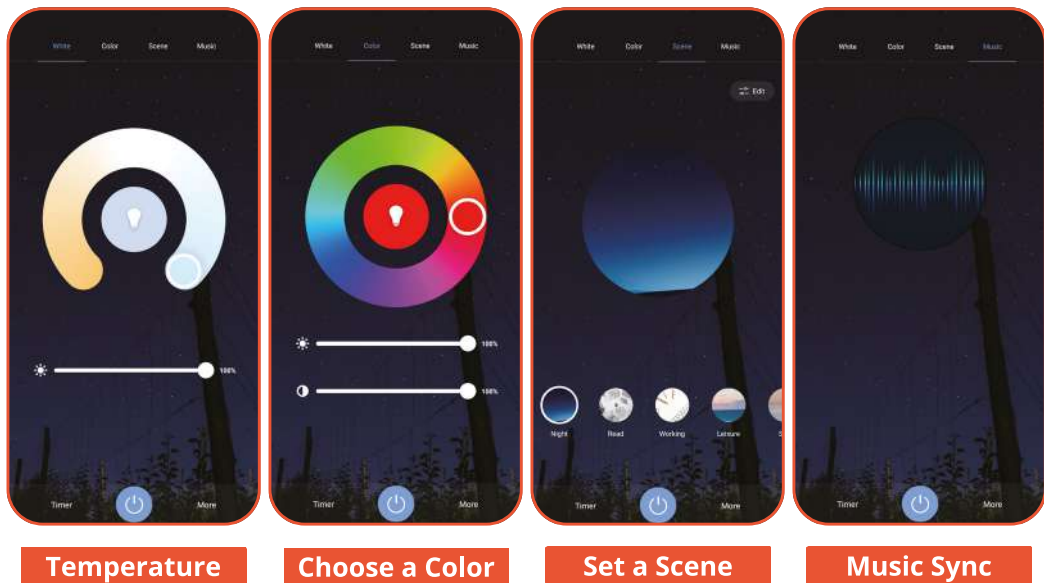 White Color Scene Music
100%
Timer More
Temperature
White Color Scene Music
100%
100%
Timer More
Choose a Color
White Color Scene Music
Edit
Night Read Working Leisure S
Timer More
Set a Scene
White Color Scene Music
Timer More
Music Sync